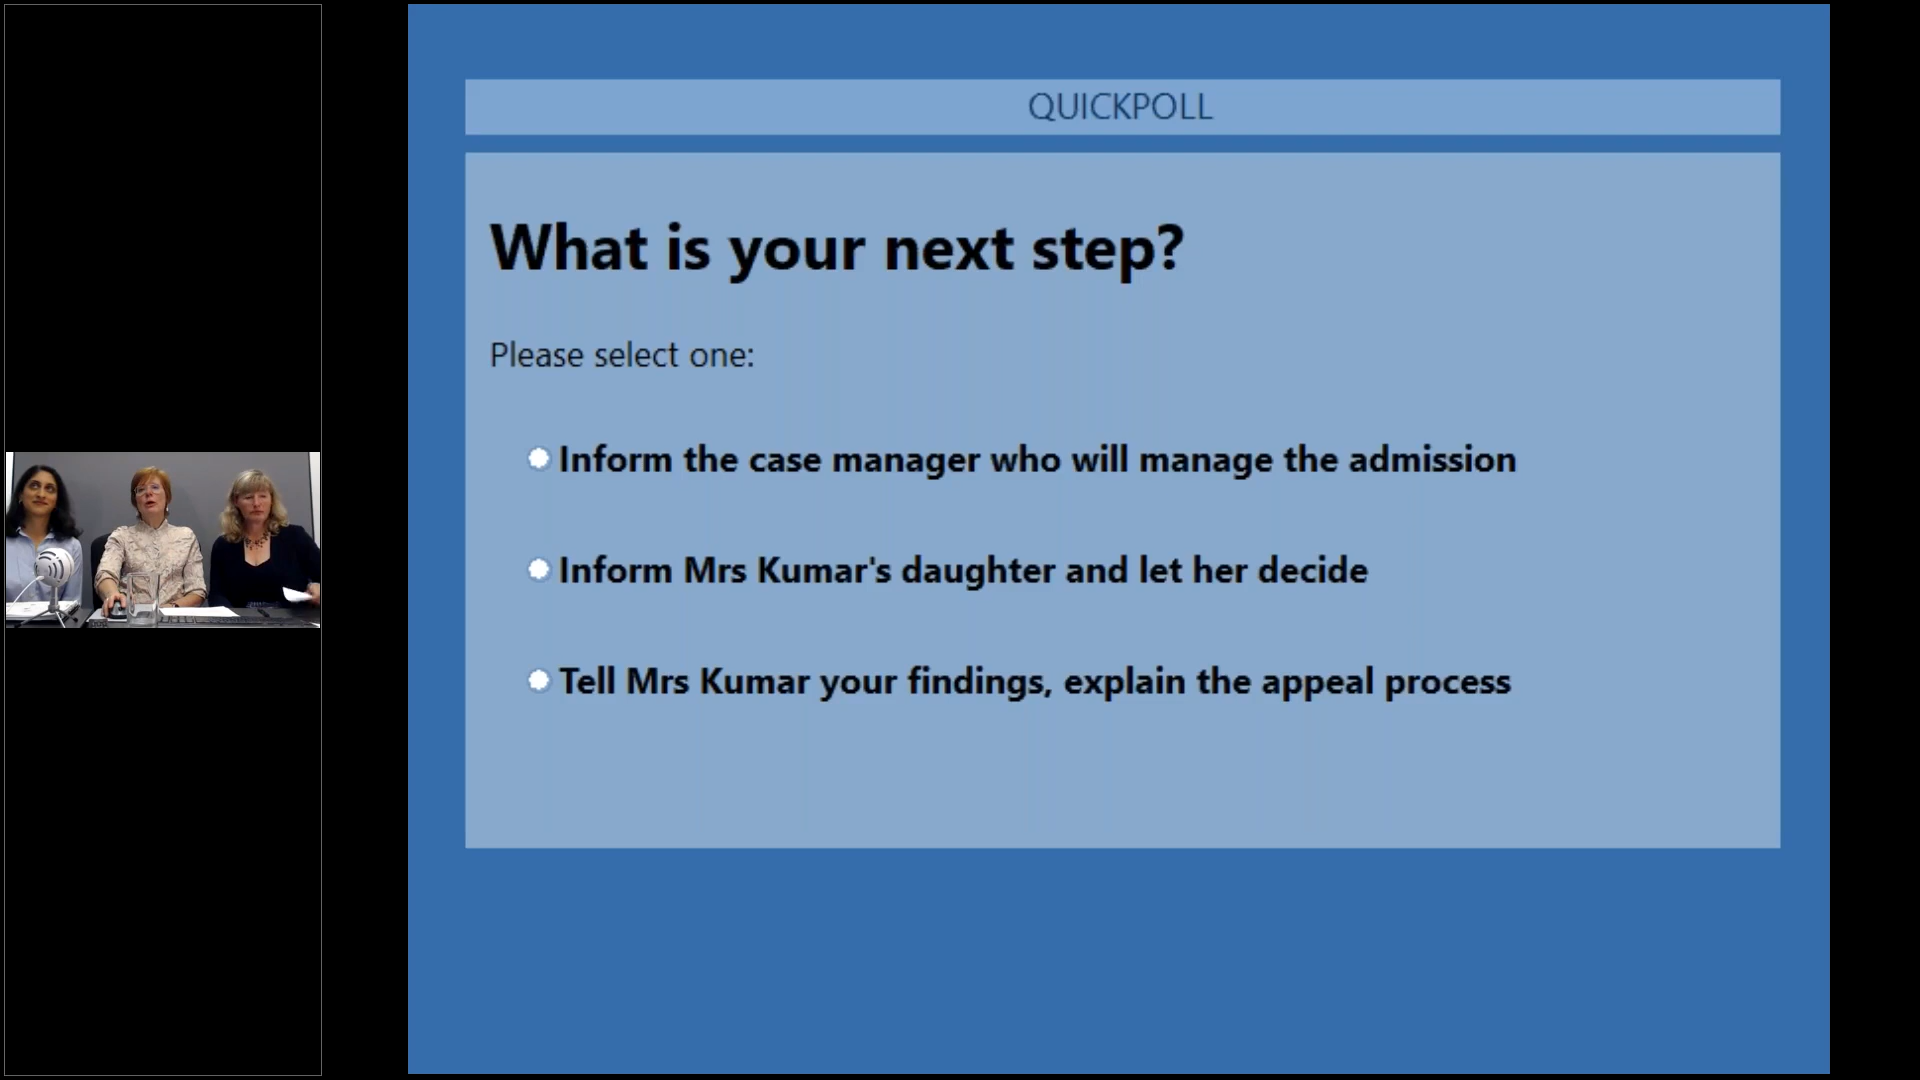 QUICKPOLL
What is your next step?
Please select one:
Inform the case manager who will manage the admission
Inform Mrs Kumar's daughter and let her decide
Tell Mrs Kumar your findings, explain the appeal process